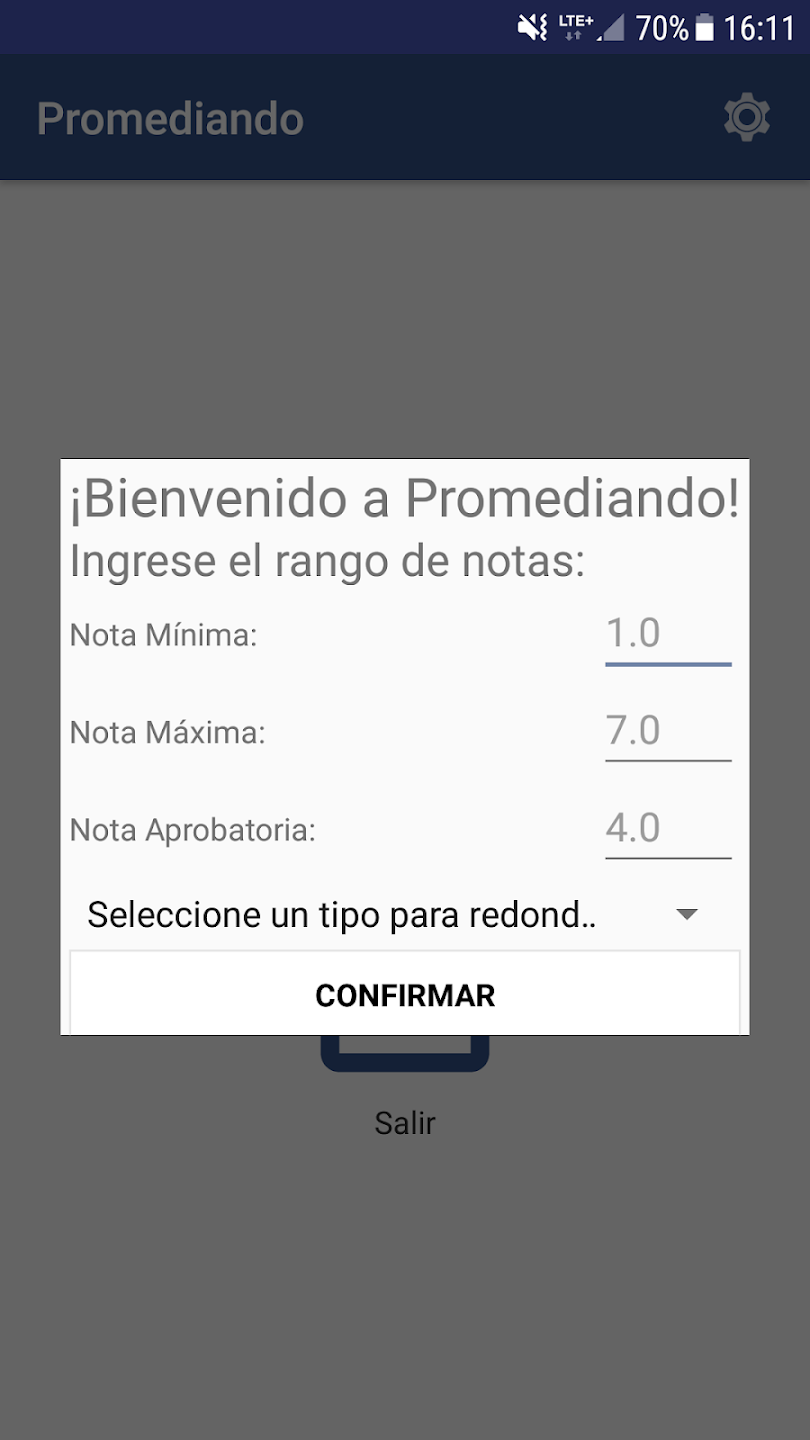 LTE+ 70% 16:11
Promediando
¡Bienvenido a Promediando!
Ingrese el rango de notas:
Nota Mínima: 1.0
Nota Máxima: 7.0
Nota Aprobatoria: 4.0
Seleccione un tipo para redond..
CONFIRMAR
Salir